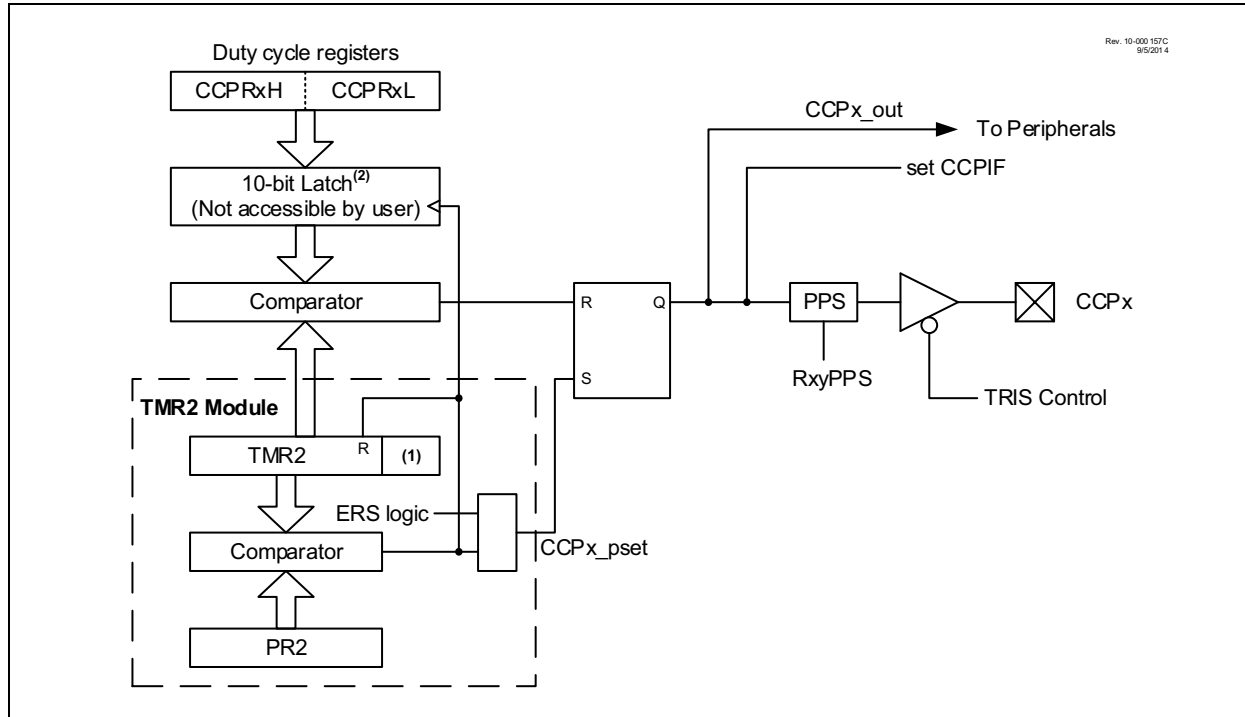 Rev. 10-000 157C
9/5/201 4
Duty cycle registers
CCPRxH CCPRxL
CCPx_out
To Peripherals
set CCPIF
10-bit Latch(2)
(Not accessible by user)
Comparator
R Q
PPS
CCPx
S
RxyPPS
TRIS Control
TMR2 Module
TMR2 R (1)
ERS logic
Comparator
CCPx_pset
PR2